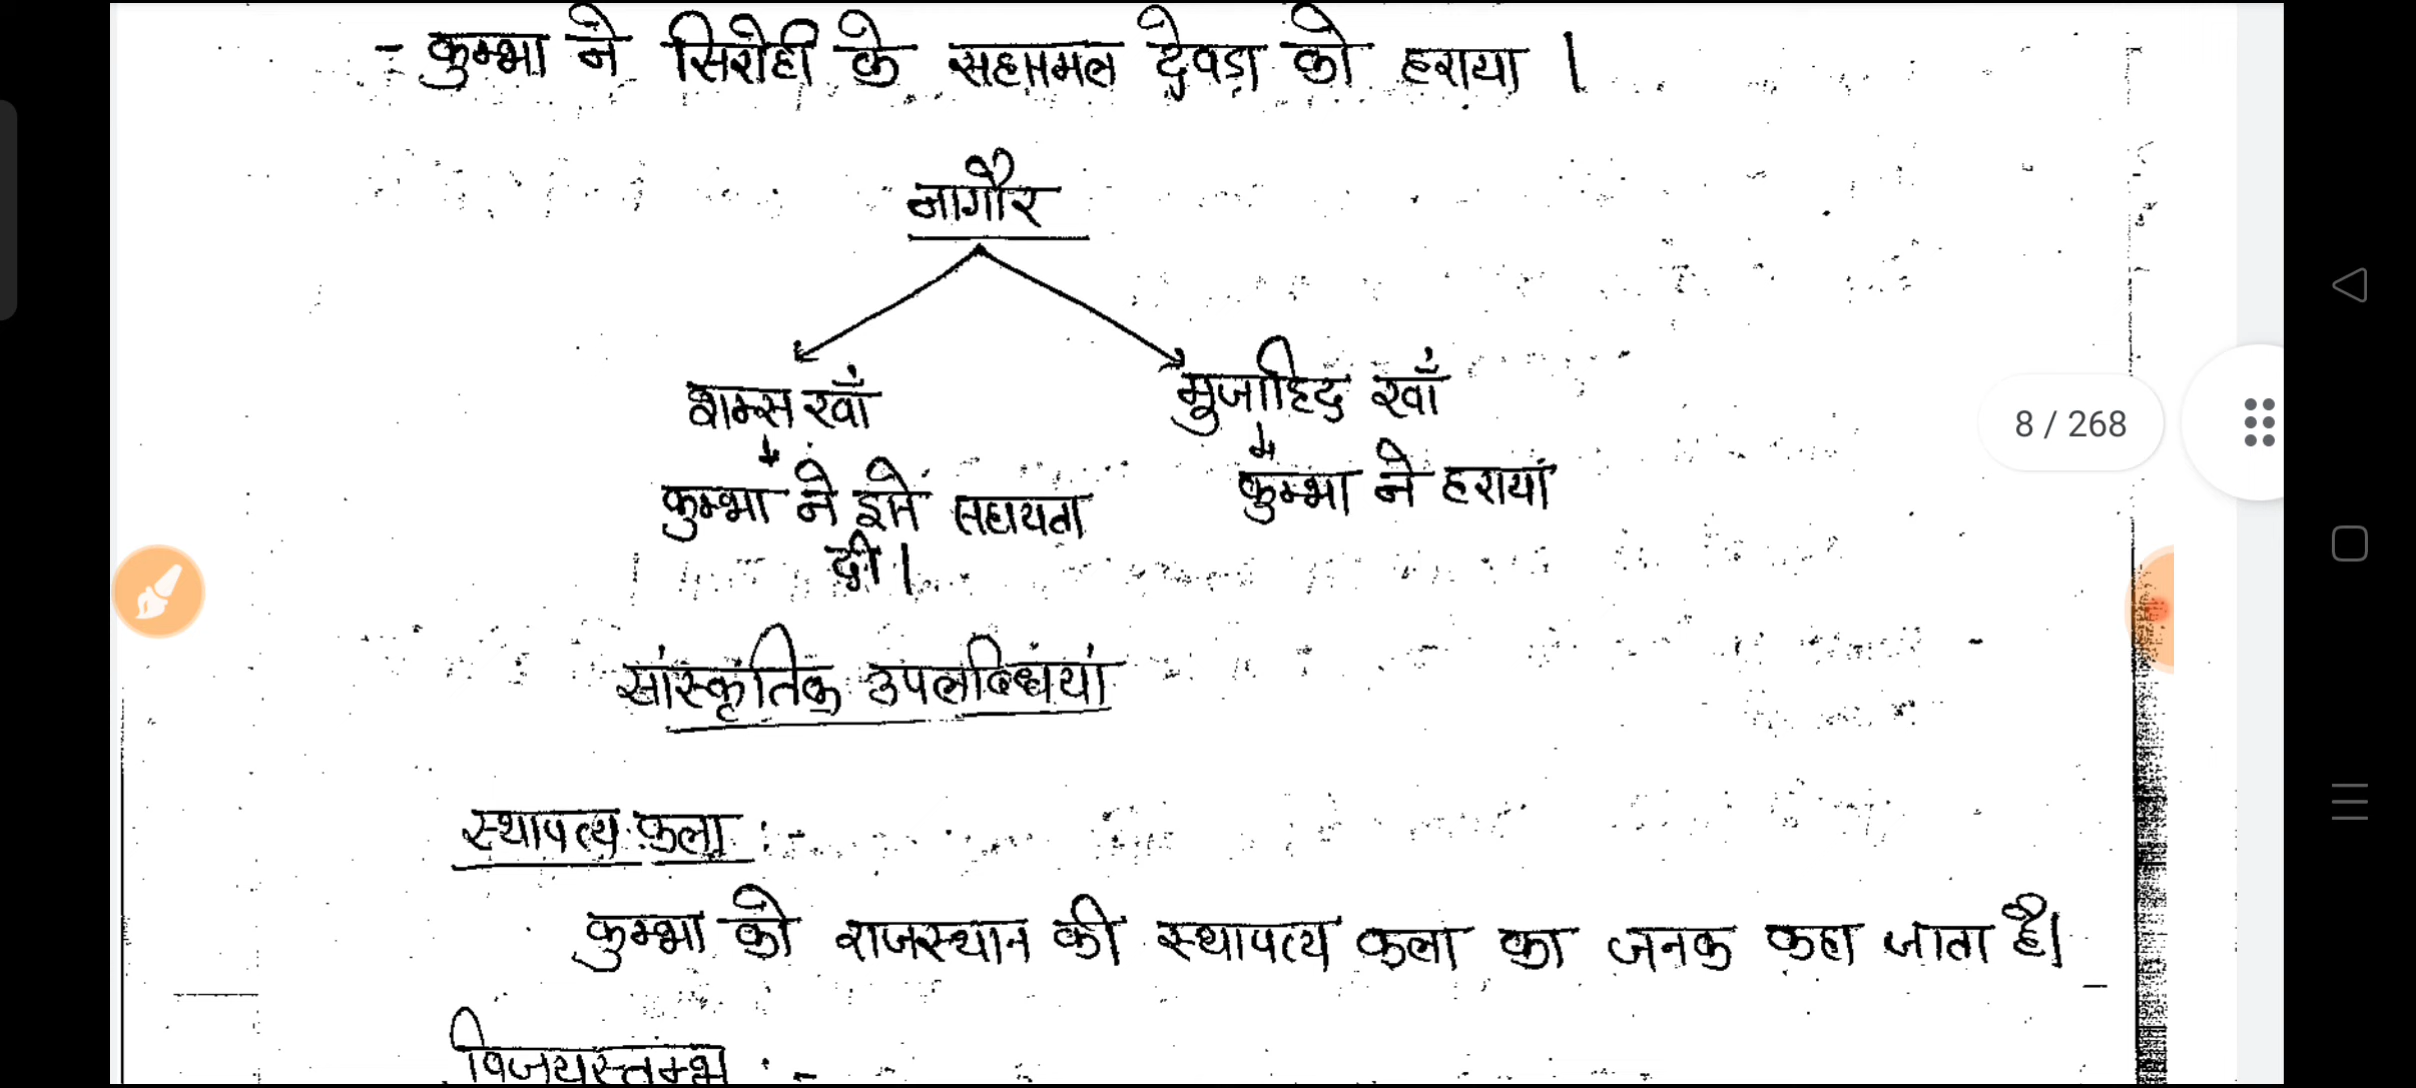 - कुम्भा ने सिरोही के सहसमल देवड़ा को हराया ।
नागौर
शम्स खाँ
मुजाहिद खाँ
कुम्भा ने इसे सहायता दी ।
कुम्भा ने हराया
8 / 268
सांस्कृतिक उपलब्धियां
स्थापत्य कला :-
कुम्भा को राजस्थान की स्थापत्य कला का जनक कहा जाता है।
विजयस्तम्भ :-